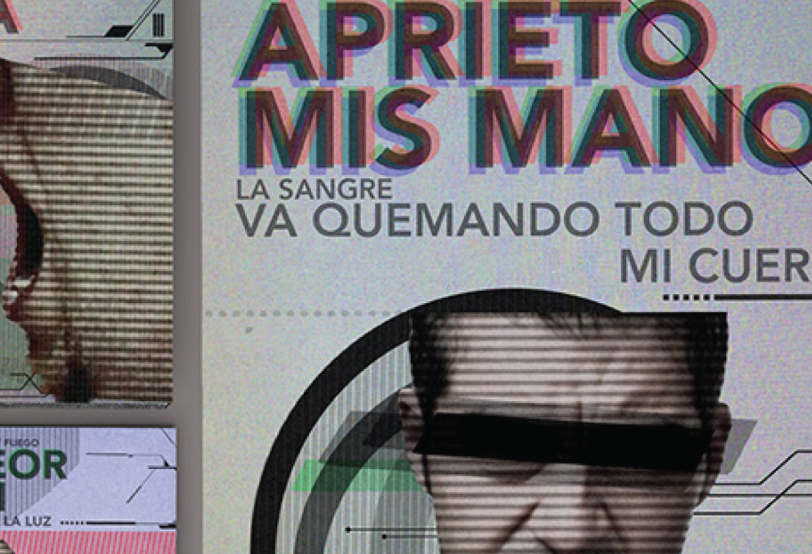 APRIETO
MIS MANO
LA SANGRE
VA QUEMANDO TODO
MI CUER
A
FUEGO
EOR
LA LUZ